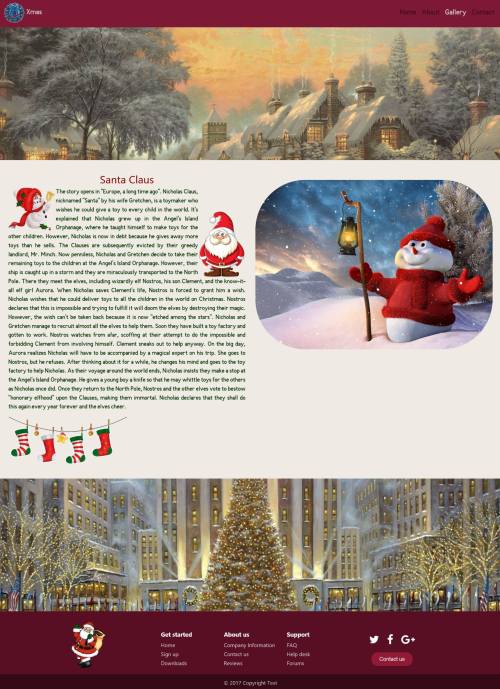 Xmas
Home About Gallery Contact
Santa Claus
The story opens in "Europe, a long time ago". Nicholas Claus,
nicknamed "Santa" by his wife Gretchen, is a toymaker who
wishes he could give a toy to every child in the world. It's
explained that Nicholas grew up in the Angel's Island
Orphanage, where he taught himself to make toys for the
other children. However, Nicholas is now in debt because he gives away more
toys than he sells. The Clauses are subsequently evicted by their greedy
landlord, Mr. Minch. Now penniless, Nicholas and Gretchen decide to take their
remaining toys to the children at the Angel's Island Orphanage. However, their
ship is caught up in a storm and they are miraculously transported to the North
Pole. There they meet the elves, including wizardly elf Nostros, his son Clement, and the know-it-
all elf girl Aurora. When Nicholas saves Clement's life, Nostros is forced to grant him a wish.
Nicholas wishes that he could deliver toys to all the children in the world on Christmas. Nostros
declares that this is impossible and trying to fulfill it will doom the elves by destroying their magic.
However, the wish can't be taken back because it is now "etched among the stars". Nicholas and
Gretchen manage to recruit almost all the elves to help them. Soon they have built a toy factory and
gotten to work. Nostros watches from afar, scoffing at their attempt to do the impossible and
forbidding Clement from involving himself. Clement sneaks out to help anyway. On the big day,
Aurora realizes Nicholas will have to be accompanied by a magical expert on his trip. She goes to
Nostros, but he refuses. After thinking about it for a while, he changes his mind and goes to the toy
factory to help Nicholas. As their voyage around the world ends, Nicholas insists they make a stop at
the Angel's Island Orphanage. He gives a young boy a knife so that he may whittle toys for the others
as Nicholas once did. Once they return to the North Pole, Nostros and the other elves vote to bestow
"honorary elfhood" upon the Clauses, making them immortal. Nicholas declares that they shall do
this again every year forever and the elves cheer.
Get started About us Support
Home Company Information FAQ
Sign up Contact us Help desk
Downloads Reviews Forums
Contact us
© 2017 Copyright Text